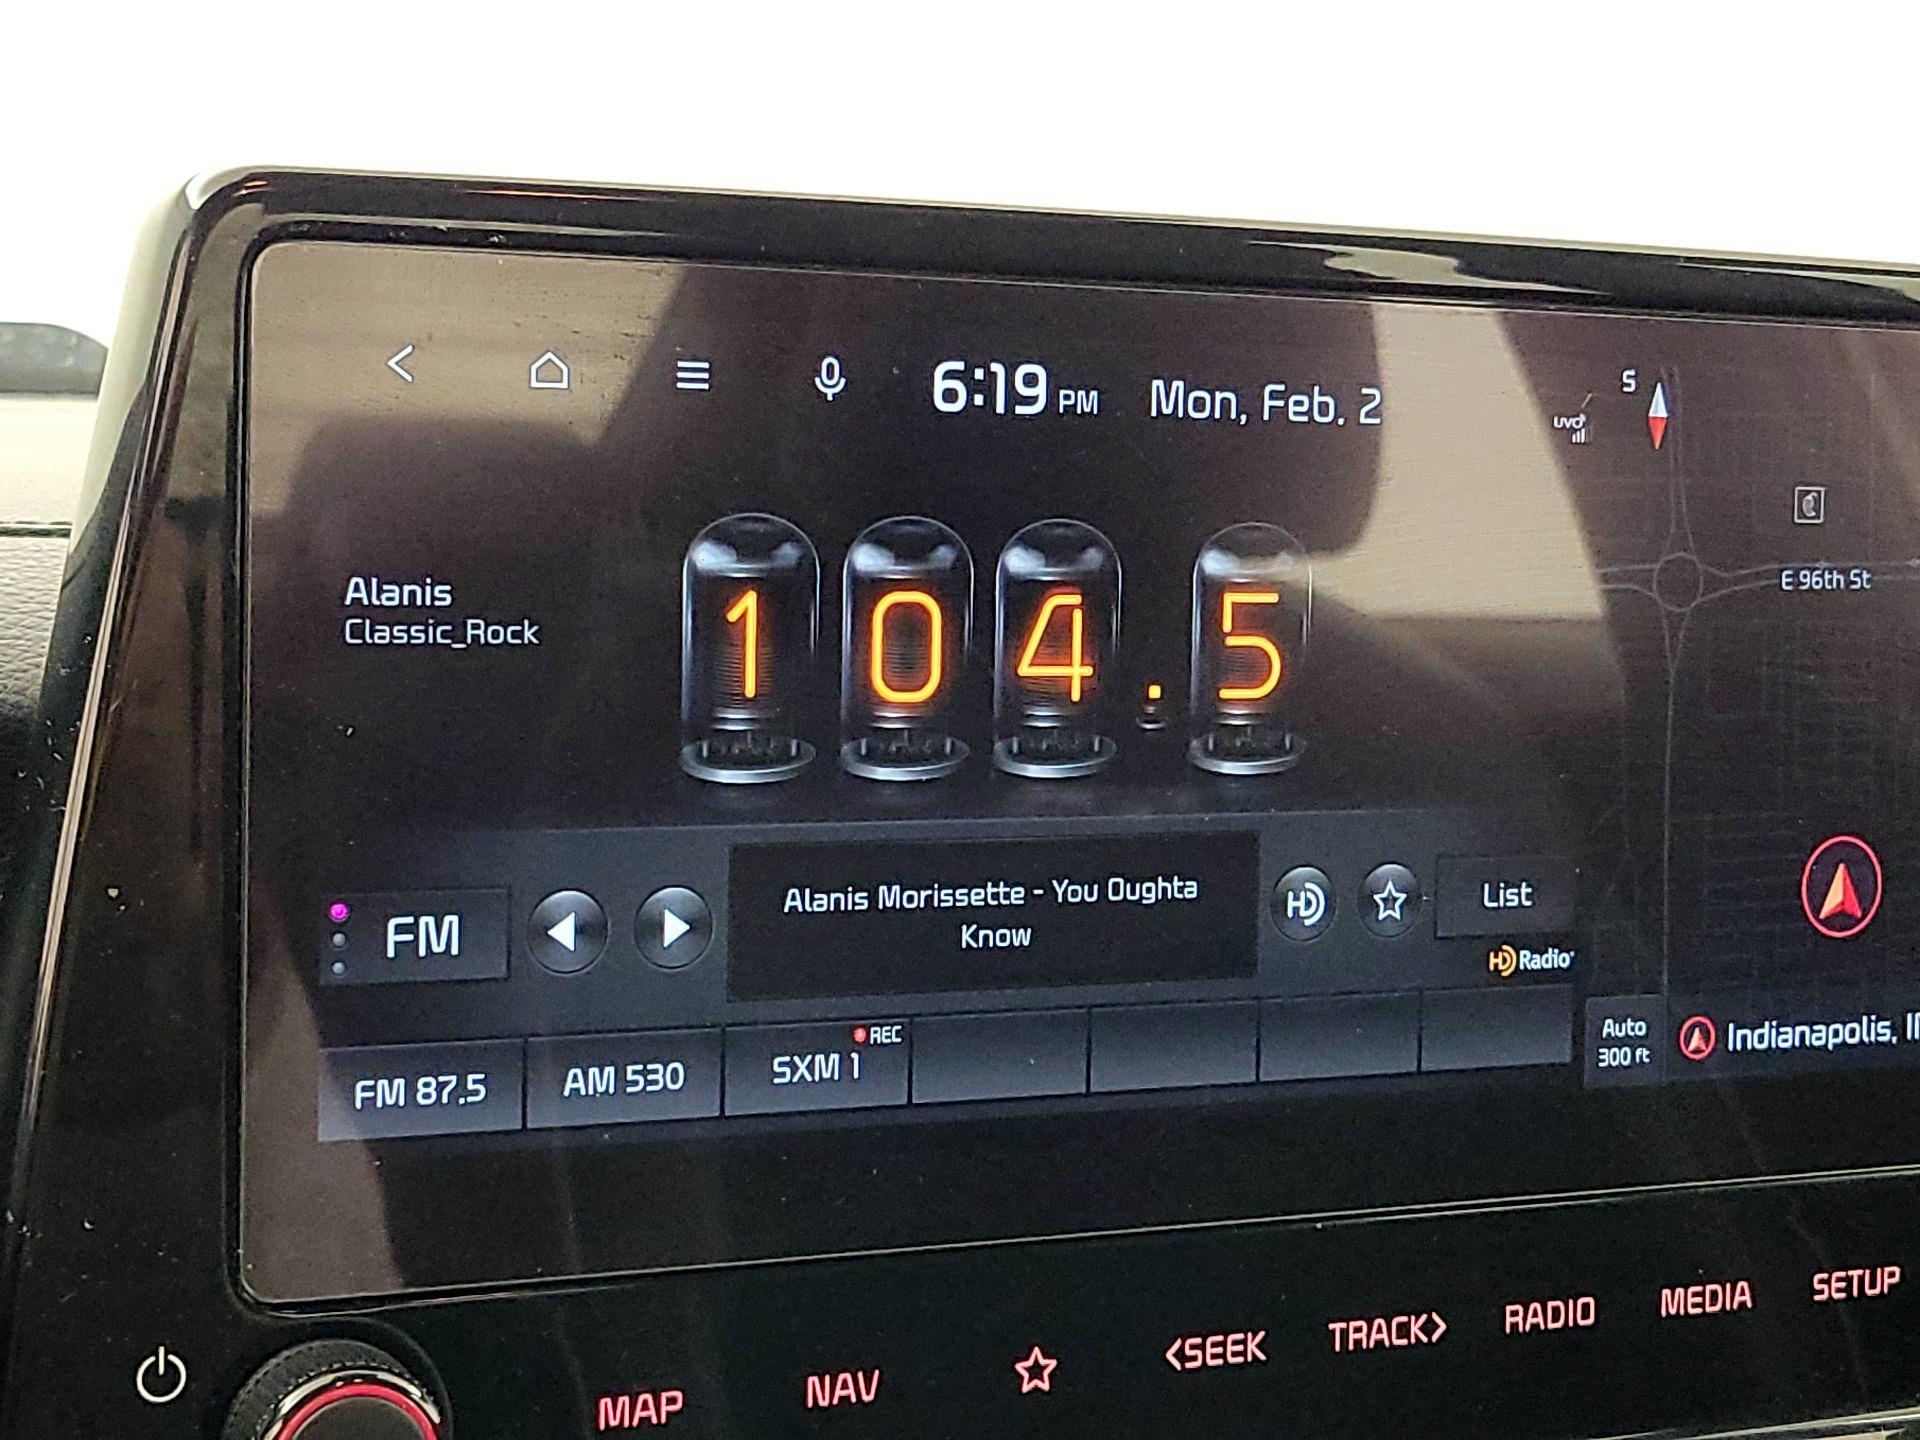 6:19 PM Mon, Feb. 2
UVO
S
E 96th St
Alanis
Classic_Rock
104.5
FM
Alanis Morissette - You Oughta
Know
HD
List
HD Radio
FM 87.5
AM 530
SXM 1
REC
Auto
300 ft
Indianapolis, I
MAP
NAV
<SEEK
TRACK>
RADIO
MEDIA
SETUP